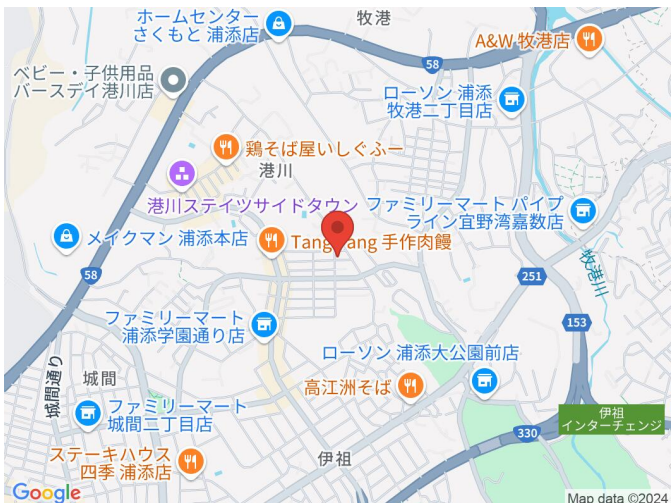 ホームセンター
さくもと 浦添店
牧港
A&W 牧港店
58
ベビー・子供用品
バースデイ港川店
ローソン 浦添
牧港二丁目店
鶏そば屋いしぐふー
港川
港川ステイツサイドタウン
ファミリーマート パイプ
ライン宜野湾嘉数店
メイクマン 浦添本店
Tang Tang 手作肉饅
牧港川
58
251
ファミリーマート
浦添学園通り店
153
ローソン 浦添大公園前店
城間通り
城間
高江洲そば
ファミリーマート
城間二丁目店
伊祖
インターチェンジ
330
ステーキハウス
四季 浦添店
伊祖
Google
Map data ©2024